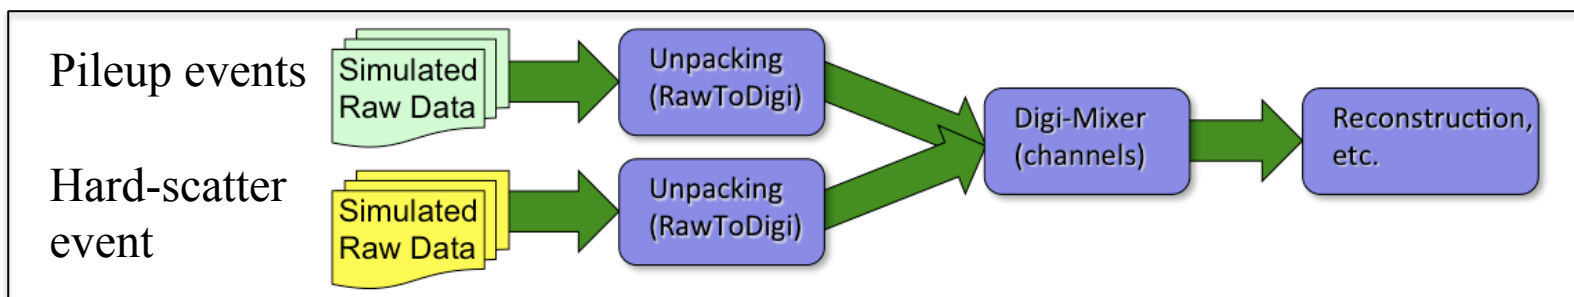 Pileup events
Simulated
Raw Data
Unpacking
(RawToDigi)
Hard-scatter
event
Simulated
Raw Data
Unpacking
(RawToDigi)
Digi-Mixer
(channels)
Reconstruction,
etc.